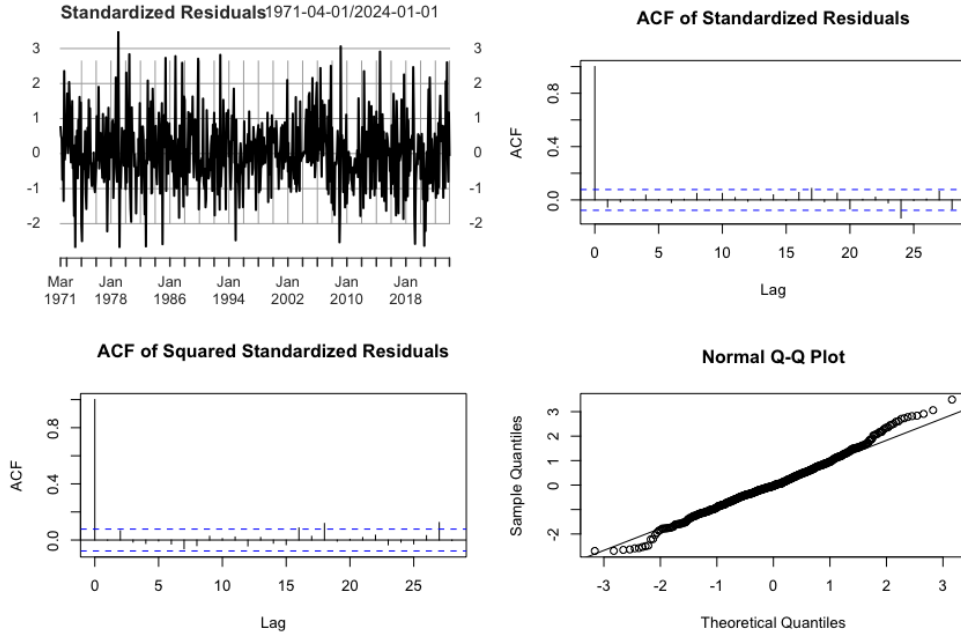 Standardized Residuals 1971-04-01/2024-01-01
3 3
2 2
1 1
0 0
-1 -1
-2 -2
Mar Jan Jan Jan Jan Jan Jan
1971 1978 1986 1994 2002 2010 2018
ACF of Standardized Residuals
ACF
0.8
0.4
0.0
0 5 10 15 20 25
Lag
ACF of Squared Standardized Residuals
ACF
0.8
0.4
0.0
0 5 10 15 20 25
Lag
Normal Q-Q Plot
Sample Quantiles
3
2
1
0
-2
-3 -2 -1 0 1 2 3
Theoretical Quantiles